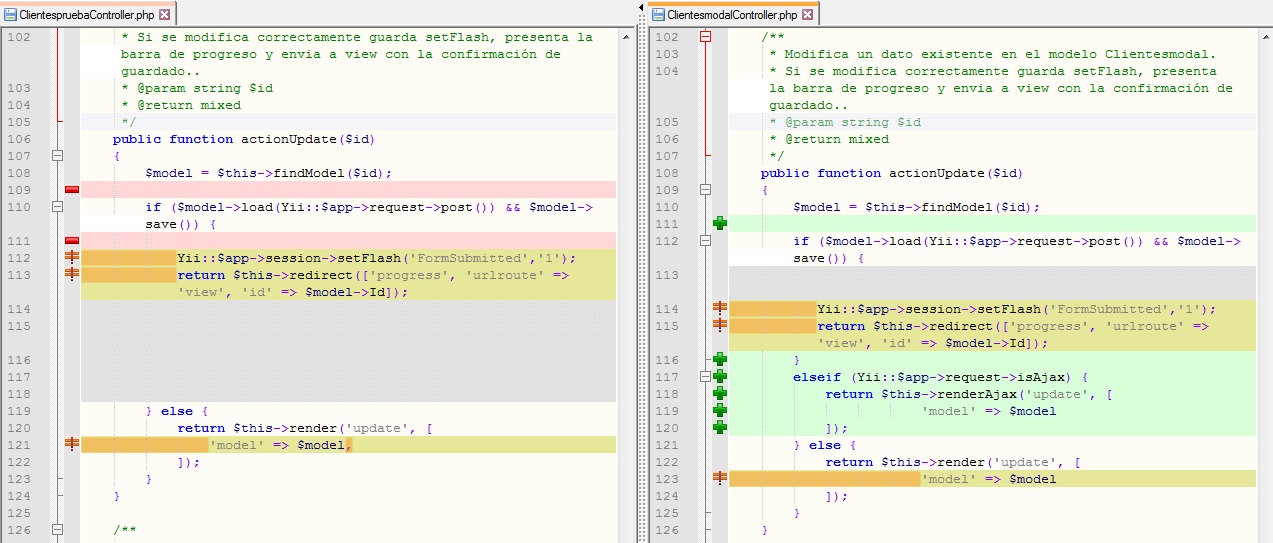 ClientespruebaController.php
102 * Si se modifica correctamente guarda setFlash, presenta la
barra de progreso y envia a view con la confirmación de
guardado..
103 * @param string $id
104 * @return mixed
105 */
106 public function actionUpdate($id)
107 {
108 $model = $this->findModel($id);
109
110 if ($model->load(Yii::$app->request->post()) && $model->
save()) {
111
112 Yii::$app->session->setFlash('FormSubmitted','1');
113 return $this->redirect(['progress', 'urlroute' =>
'view', 'id' => $model->Id]);
114
115
116
117
118
119 } else {
120 return $this->render('update', [
121 'model' => $model,
122 ]);
123 }
124 }
125
126 /**
ClientesmodalController.php
102 /**
103 * Modifica un dato existente en el modelo Clientesmodal.
104 * Si se modifica correctamente guarda setFlash, presenta
la barra de progreso y envia a view con la confirmación de
guardado..
105 * @param string $id
106 * @return mixed
107 */
108 public function actionUpdate($id)
109 {
110 $model = $this->findModel($id);
111
112 if ($model->load(Yii::$app->request->post()) && $model->
save()) {
113
114 Yii::$app->session->setFlash('FormSubmitted','1');
115 return $this->redirect(['progress', 'urlroute' =>
'view', 'id' => $model->Id]);
116 }
117 elseif (Yii::$app->request->isAjax) {
118 return $this->renderAjax('update', [
119 'model' => $model
120 ]);
121 } else {
122 return $this->render('update', [
123 'model' => $model
124 ]);
125 }
126 }